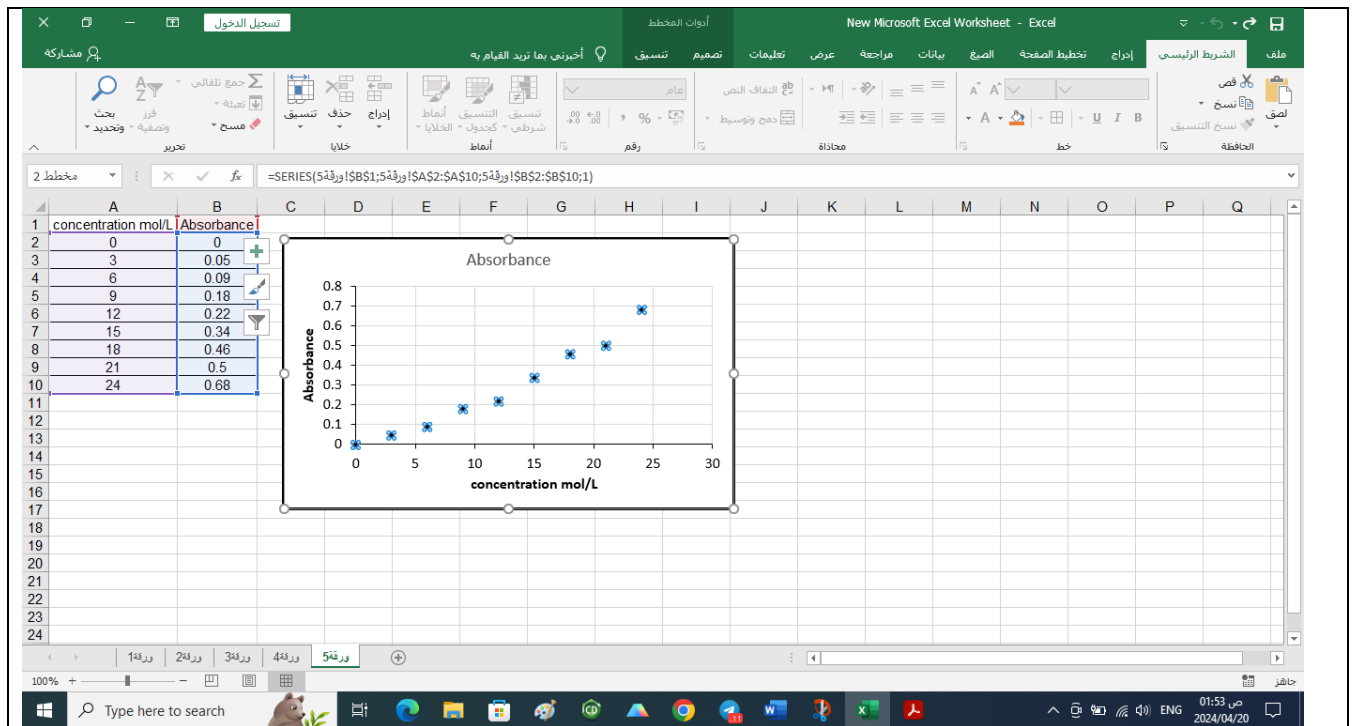 تسجيل الدخول
أدوات المخطط
New Microsoft Excel Worksheet - Excel
ملف
الشريط الرئيسي
إدراج
تخطيط الصفحة
الصيغ
بيانات
مراجعة
عرض
تعليمات
تصميم
تنسيق
أخبرني بما تريد القيام به
مشاركة
قص
نسخ
نسخ التنسيق
لصق
الحافظة
B I U
A
خط
التفاف النص
دمج وتوسيط
محاذاة
عام
%
رقم
تنسيق شرطي
التنسيق كجدول
أنماط الخلايا
أنماط
إدراج
حذف
تنسيق
خلايا
جمع تلقائي
تعبئة
مسح
فرز وتصفية
بحث وتحديد
تحرير
مخطط 2
fx
=SERIES(ورقة5!$B$1;ورقة5!$A$2:$A$10;ورقة5!$B$2:$B$10;1)
A B C D E F G H I J K L M N O P Q
1 concentration mol/L Absorbance
2 0 0
3 3 0.05
4 6 0.09
5 9 0.18
6 12 0.22
7 15 0.34
8 18 0.46
9 21 0.5
10 24 0.68
11
12
13
14
15
16
17
18
19
20
21
22
23
24
Absorbance
Absorbance
0.8
0.7
0.6
0.5
0.4
0.3
0.2
0.1
0
0 5 10 15 20 25 30
concentration mol/L
ورقة1 ورقة2 ورقة3 ورقة4 ورقة5
100%
جاهز
Type here to search
11
ENG
01:53 ص
2024/04/20